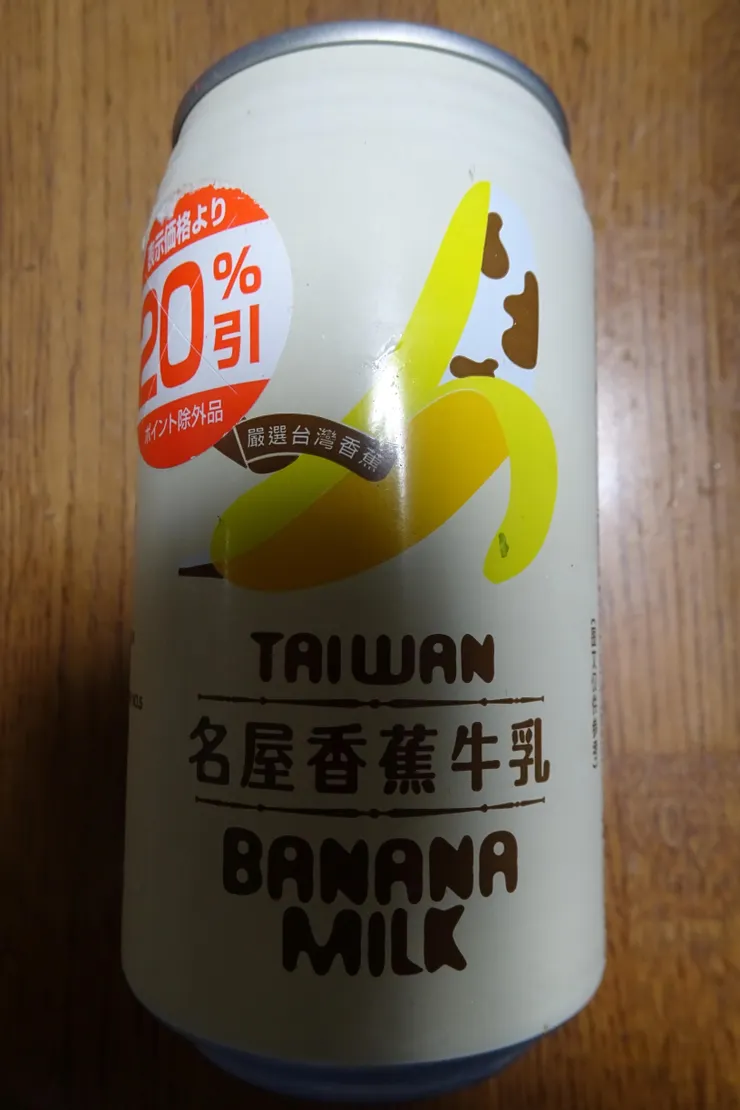 表示価格より
20%引
ポイント除外品
嚴選台灣香蕉
TAIWAN
名屋香蕉牛乳
BANANA
MILK